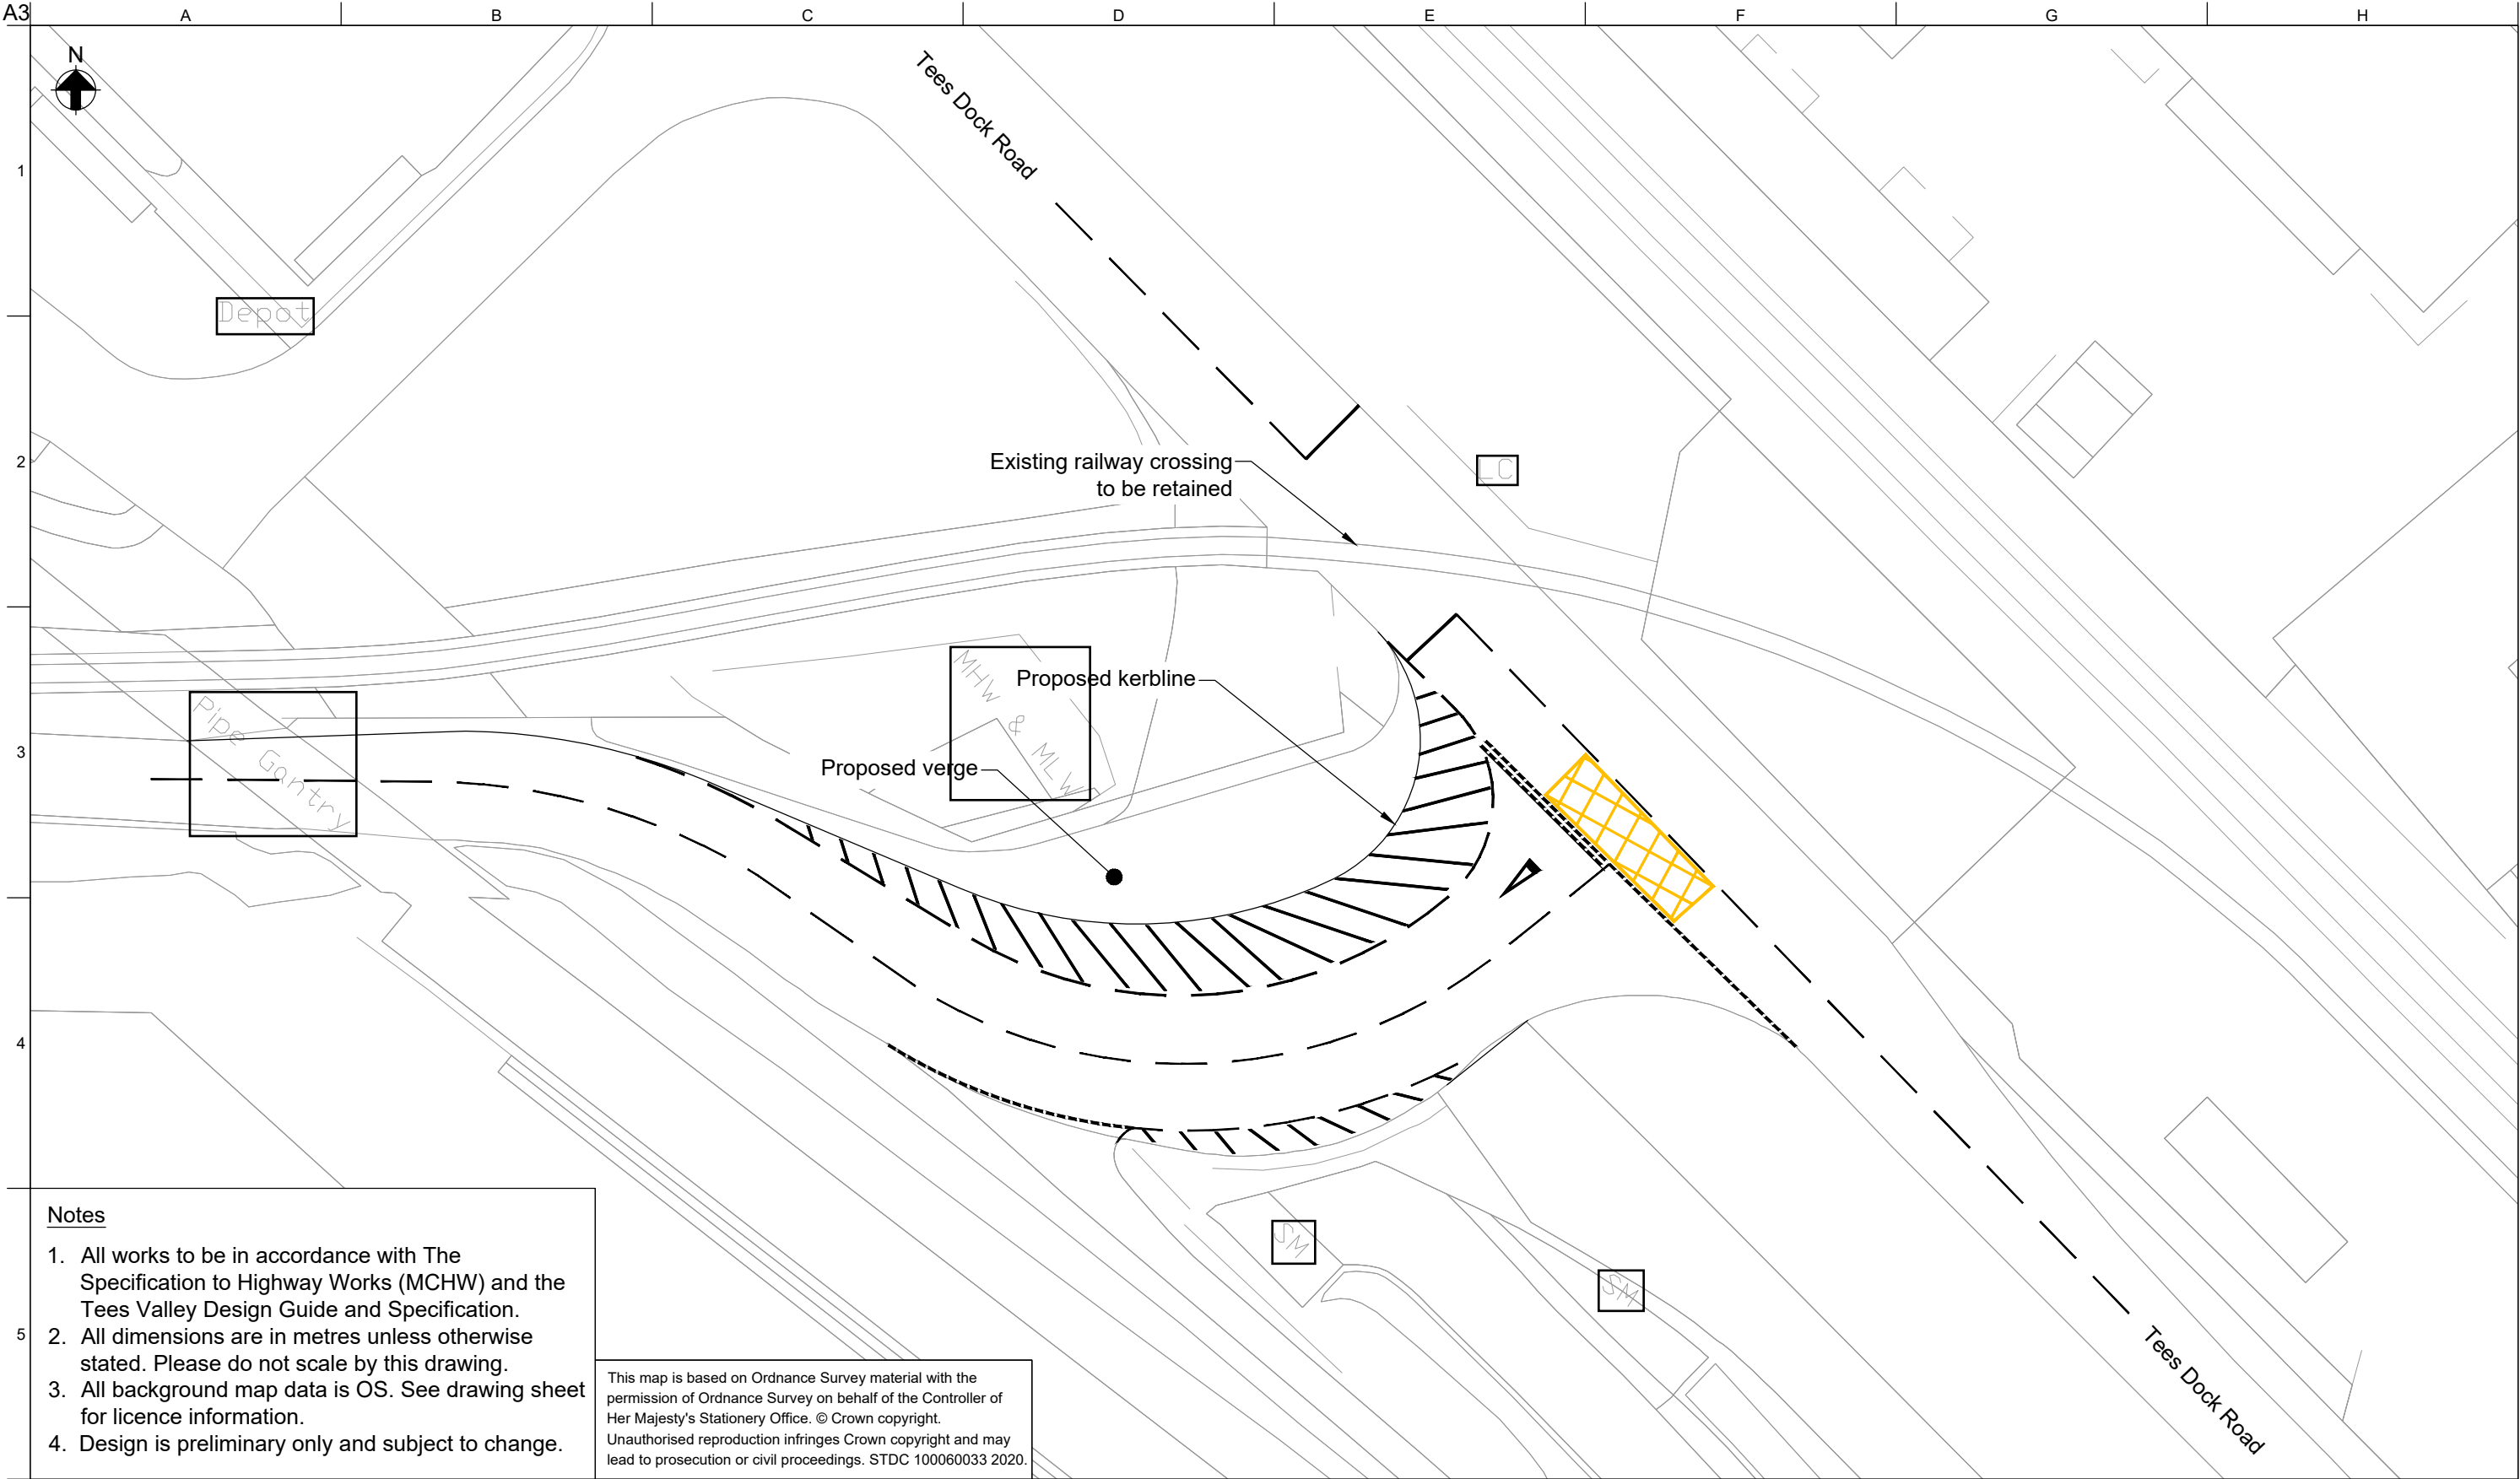 A3
A
B
C
D
E
F
G
H
N
Tees Dock Road
1
Depot
2
Existing railway crossing
to be retained
LC
MHW & MLW
Proposed kerbline
Pipe Gantry
3
Proposed verge
4
SM
SM
5
Tees Dock Road
Notes
1. All works to be in accordance with The
Specification to Highway Works (MCHW) and the
Tees Valley Design Guide and Specification.
2. All dimensions are in metres unless otherwise
stated. Please do not scale by this drawing.
3. All background map data is OS. See drawing sheet
for licence information.
4. Design is preliminary only and subject to change.
This map is based on Ordnance Survey material with the
permission of Ordnance Survey on behalf of the Controller of
Her Majesty's Stationery Office. © Crown copyright.
Unauthorised reproduction infringes Crown copyright and may
lead to prosecution or civil proceedings. STDC 100060033 2020.